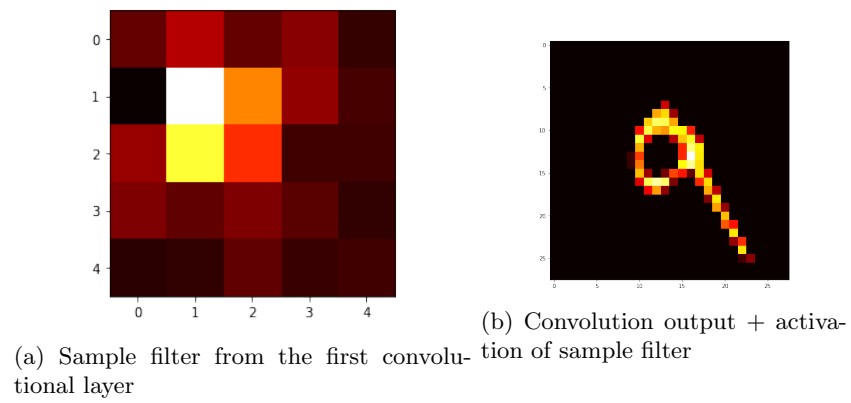 0
1
2
3
4
0 1 2 3 4
0
5
10
15
20
25
0 5 10 15 20 25
(a) Sample filter from the first convolu-
tional layer
(b) Convolution output + activa-
tion of sample filter